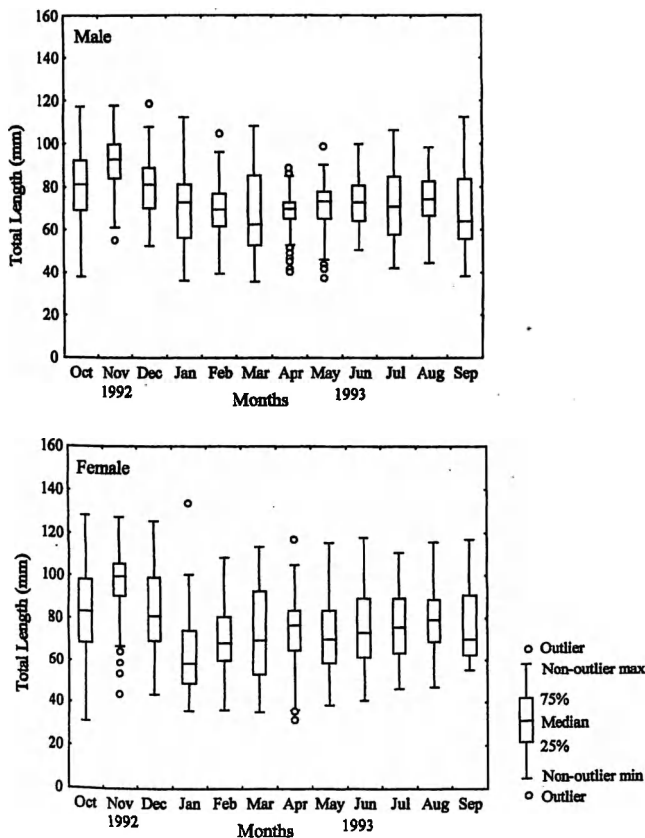 160
Male
140
120
100
80
60
40
20
0
Total Length (mm)
Oct Nov Dec Jan Feb Mar Apr May Jun Jul Aug Sep
1992 1993
Months
160
Female
140
120
100
80
60
40
20
0
Total Length (mm)
Oct Nov Dec Jan Feb Mar Apr May Jun Jul Aug Sep
1992 1993
Months
Outlier
Non-outlier max
75%
Median
25%
Non-outlier min
Outlier